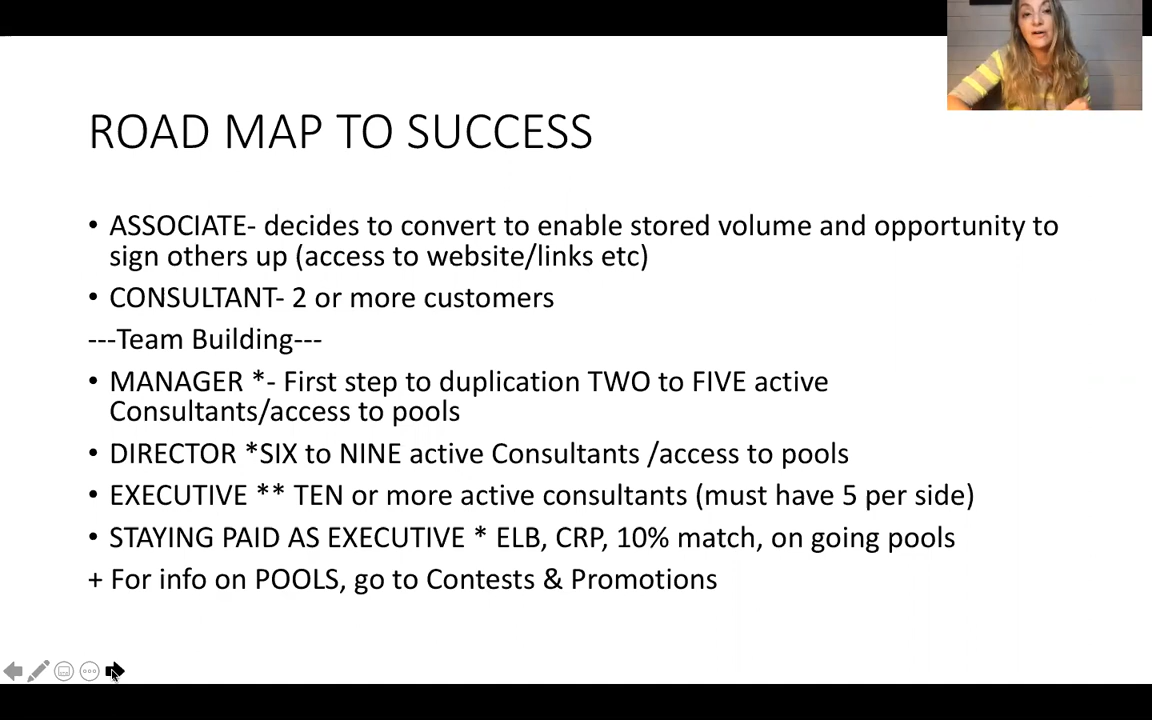 ROAD MAP TO SUCCESS
• ASSOCIATE- decides to convert to enable stored volume and opportunity to
sign others up (access to website/links etc)
• CONSULTANT- 2 or more customers
---Team Building---
• MANAGER *- First step to duplication TWO to FIVE active
Consultants/access to pools
• DIRECTOR *SIX to NINE active Consultants /access to pools
• EXECUTIVE ** TEN or more active consultants (must have 5 per side)
• STAYING PAID AS EXECUTIVE * ELB, CRP, 10% match, on going pools
+ For info on POOLS, go to Contests & Promotions